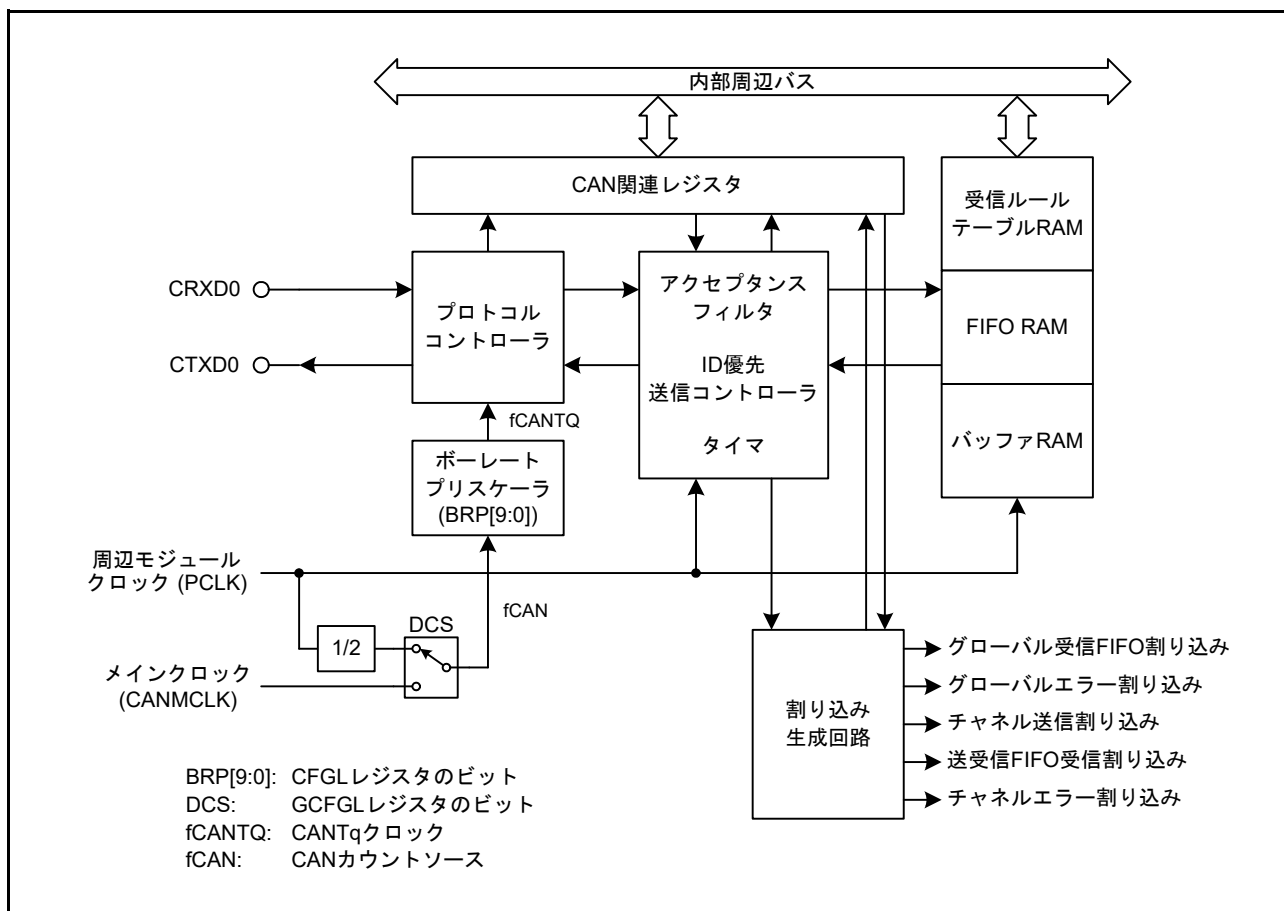 内部周辺バス
CAN関連レジスタ
受信ルール
テーブルRAM
FIFO RAM
バッファRAM
CRXD0
CTXD0
プロトコル
コントローラ
アクセプタンス
フィルタ
ID優先
送信コントローラ
タイマ
fCANTQ
ボーレート
プリスケーラ
(BRP[9:0])
周辺モジュール
クロック (PCLK)
fCAN
1/2
DCS
メインクロック
(CANMCLK)
割り込み
生成回路
グローバル受信FIFO割り込み
グローバルエラー割り込み
チャネル送信割り込み
送受信FIFO受信割り込み
チャネルエラー割り込み
BRP[9:0]: CFGLレジスタのビット
DCS: GCFGLレジスタのビット
fCANTQ: CANTqクロック
fCAN: CANカウントソース